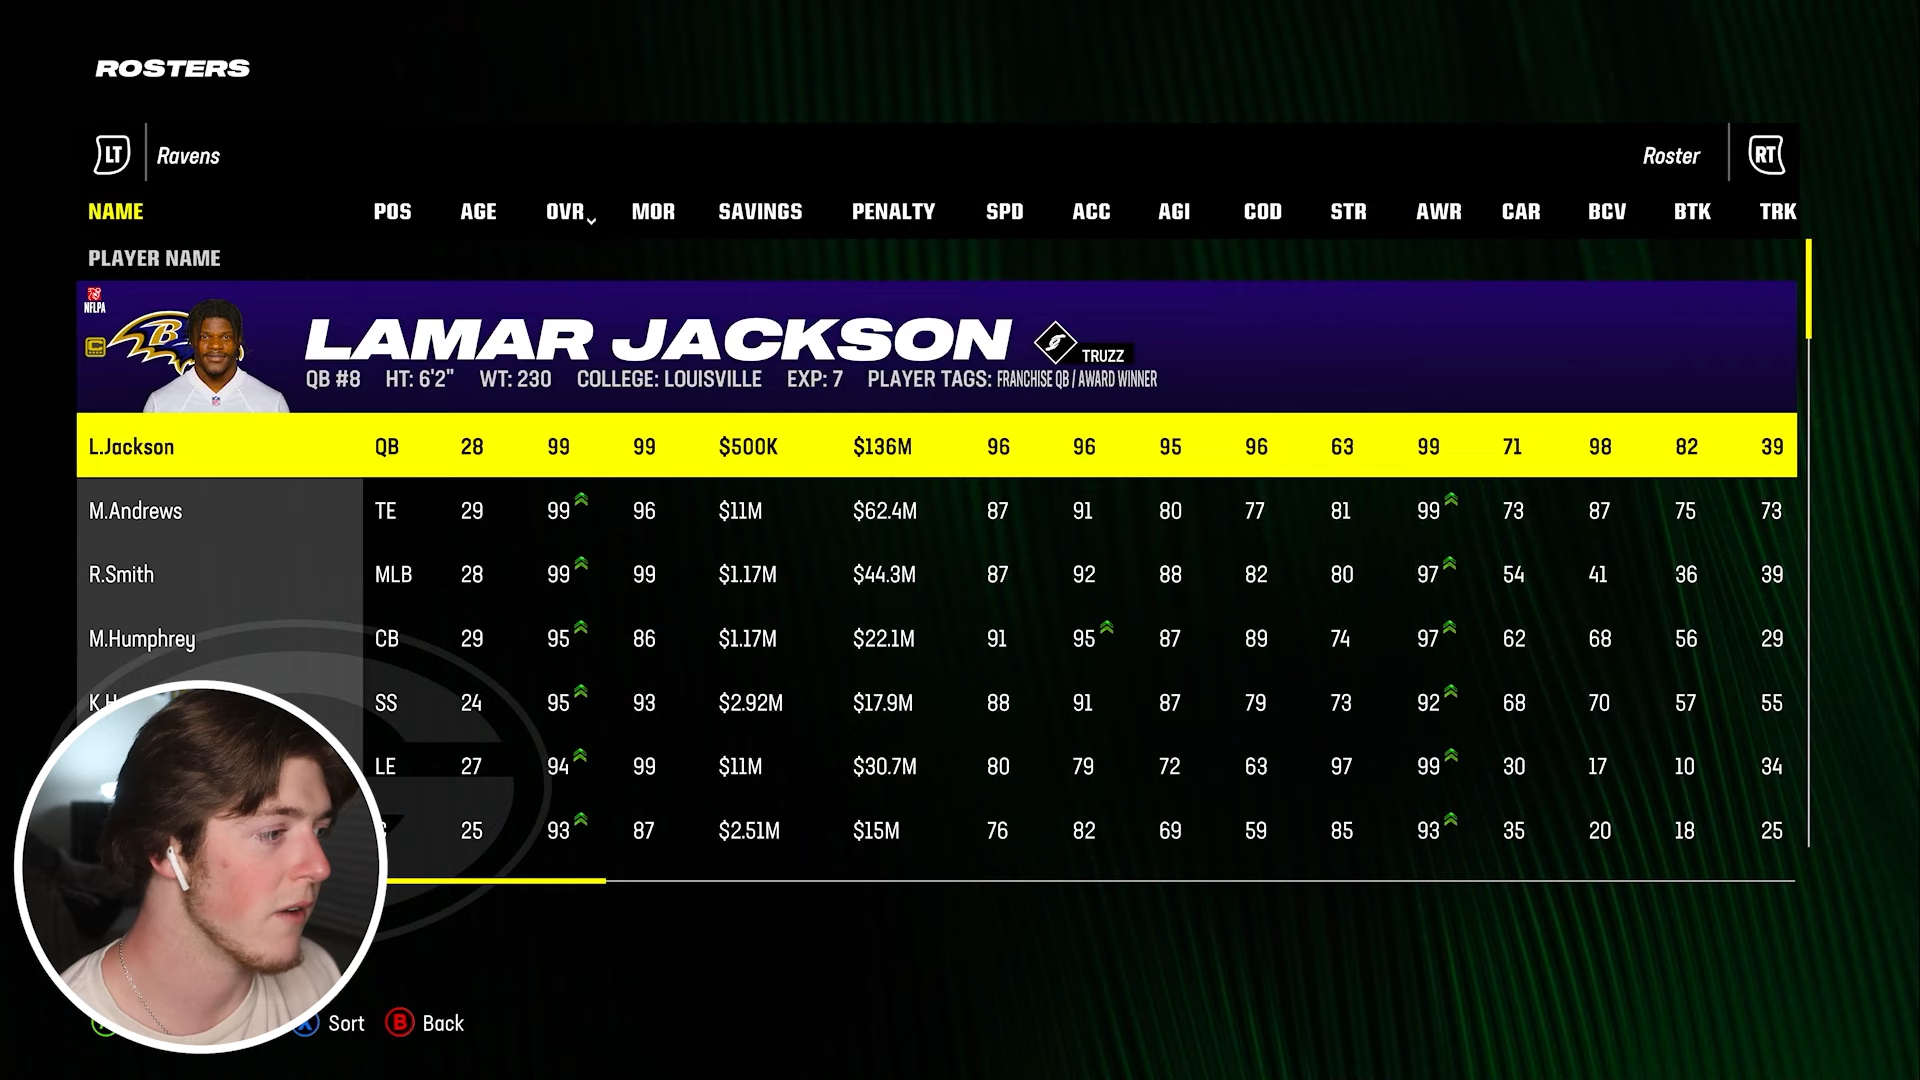 ROSTERS
LT Ravens Roster RT
NAME POS AGE OVR MOR SAVINGS PENALTY SPD ACC AGI COD STR AWR CAR BCV BTK TRK
PLAYER NAME
NFLPA
B
C
LAMAR JACKSON TRUZZ
QB #8 HT: 6'2" WT: 230 COLLEGE: LOUISVILLE EXP: 7 PLAYER TAGS: FRANCHISE QB / AWARD WINNER
L.Jackson QB 28 99 99 $500K $136M 96 96 95 96 63 99 71 98 82 39
M.Andrews TE 29 99 96 $11M $62.4M 87 91 80 77 81 99 73 87 75 73
R.Smith MLB 28 99 99 $1.17M $44.3M 87 92 88 82 80 97 54 41 36 39
M.Humphrey CB 29 95 86 $1.17M $22.1M 91 95 87 89 74 97 62 68 56 29
SS 24 95 93 $2.92M $17.9M 88 91 87 79 73 92 68 70 57 55
LE 27 94 99 $11M $30.7M 80 79 72 63 97 99 30 17 10 34
25 93 87 $2.51M $15M 76 82 69 59 85 93 35 20 18 25
X Sort B Back